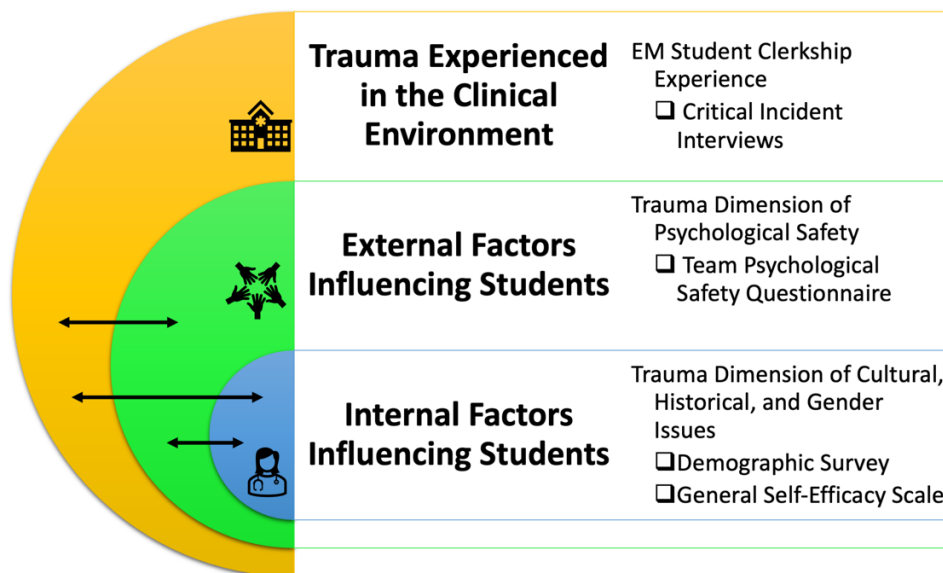 Trauma Experienced
in the Clinical
Environment
EM Student Clerkship
Experience
❑ Critical Incident
Interviews
External Factors
Influencing Students
Trauma Dimension of
Psychological Safety
❑ Team Psychological
Safety Questionnaire
Internal Factors
Influencing Students
Trauma Dimension of Cultural,
Historical, and Gender
Issues
❑Demographic Survey
❑General Self-Efficacy Scale